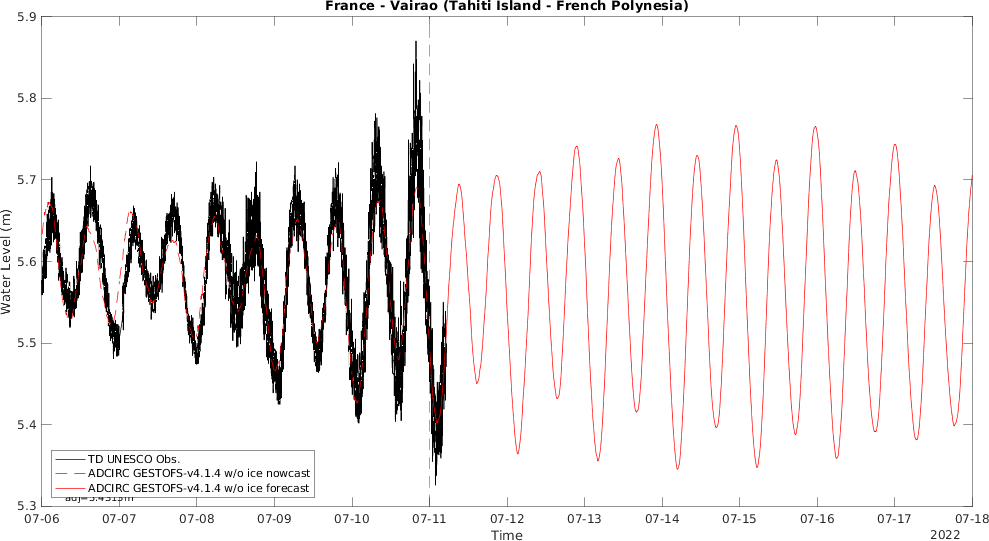 France - Vairao (Tahiti Island - French Polynesia)
5.9
5.8
5.7
5.6
5.5
5.4
5.3
Water Level (m)
TD UNESCO Obs.
ADCIRC GESTOFS-v4.1.4 w/o ice nowcast
ADCIRC GESTOFS-v4.1.4 w/o ice forecast
07-06 07-07 07-08 07-09 07-10 07-11 07-12 07-13 07-14 07-15 07-16 07-17 07-18
Time
2022